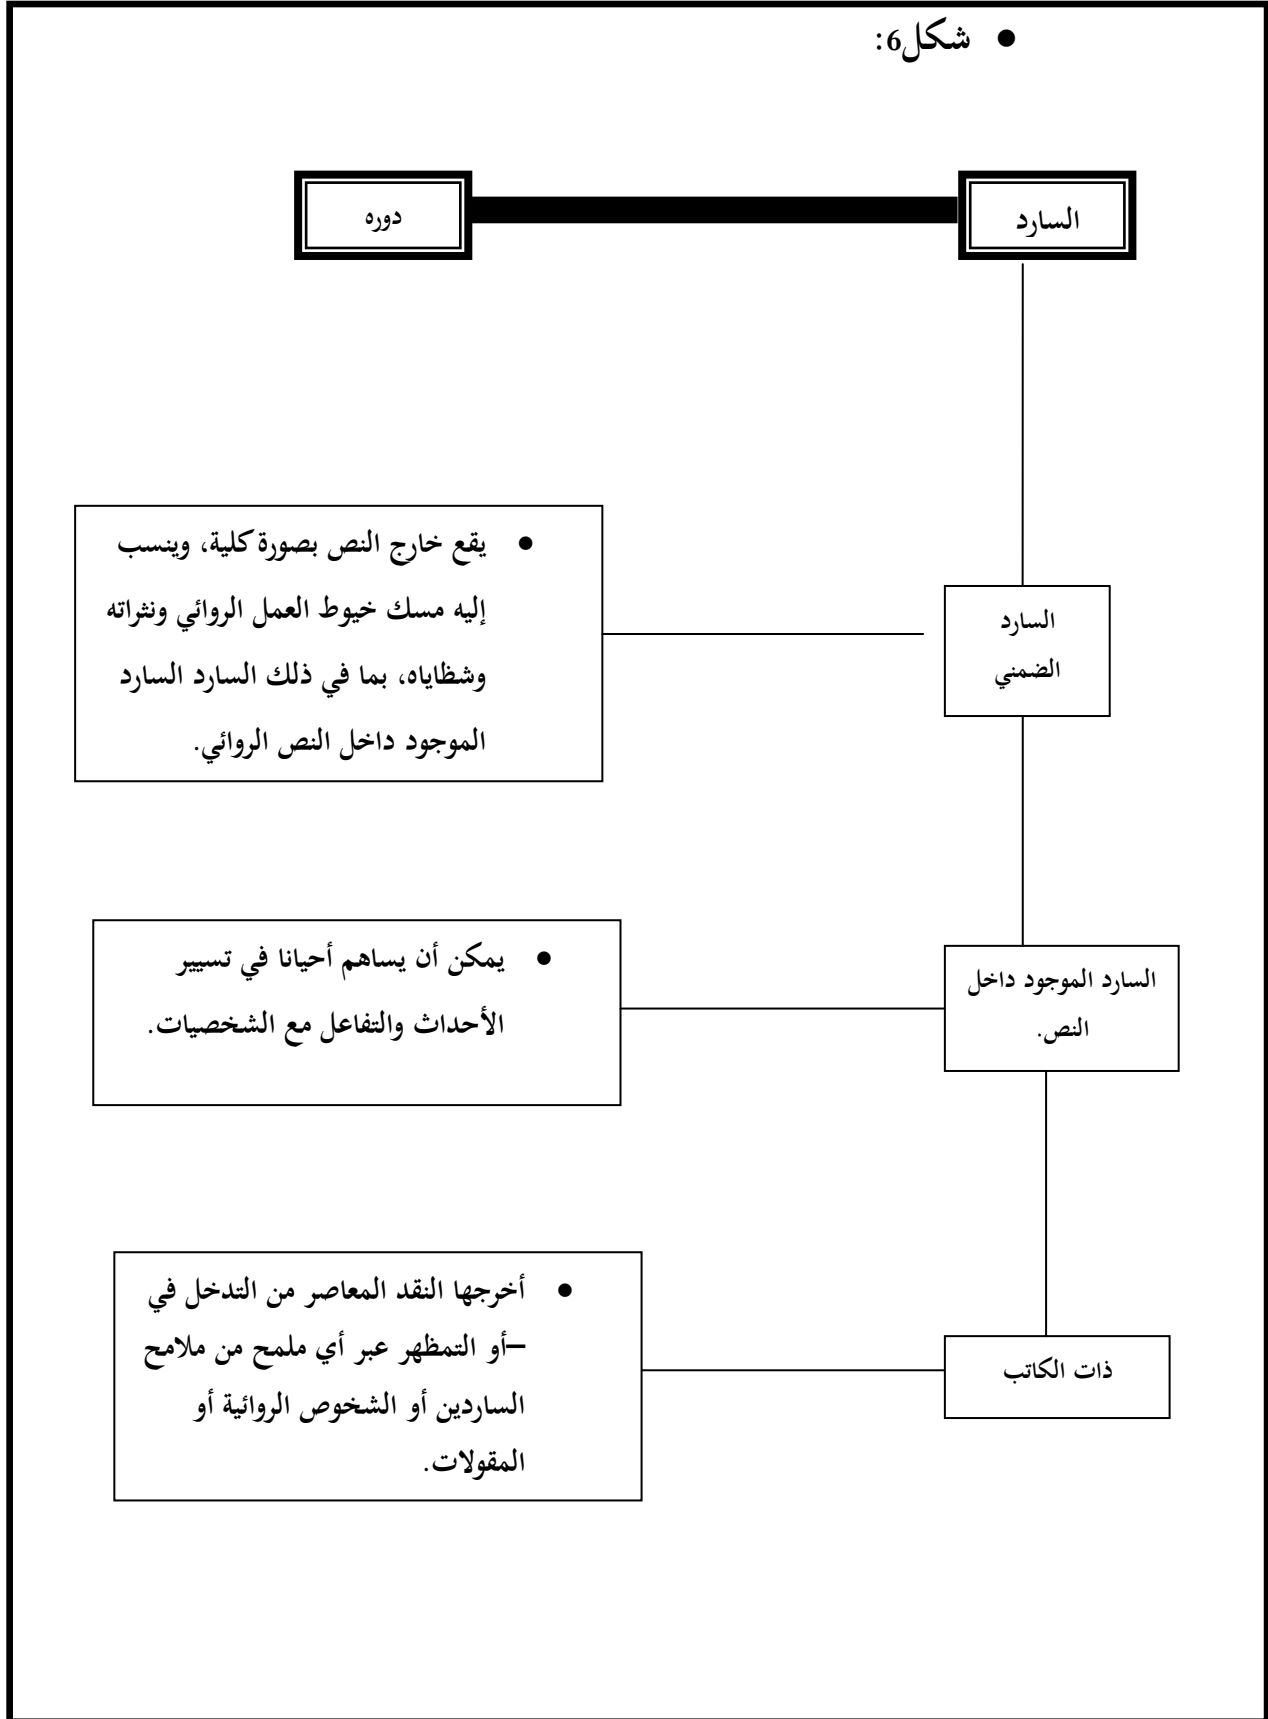 • شكل6:
السارد
دوره
السارد
الضمني
• يقع خارج النص بصورة كلية، وينسب
إليه مسك خيوط العمل الروائي ونثراته
وشظاياه، بما في ذلك السارد السارد
الموجود داخل النص الروائي.
السارد الموجود داخل
النص.
• يمكن أن يساهم أحيانا في تسيير
الأحداث والتفاعل مع الشخصيات.
ذات الكاتب
• أخرجها النقد المعاصر من التدخل في
–أو التمظهر عبر أي ملمح من ملامح
الساردين أو الشخوص الروائية أو
المقولات.